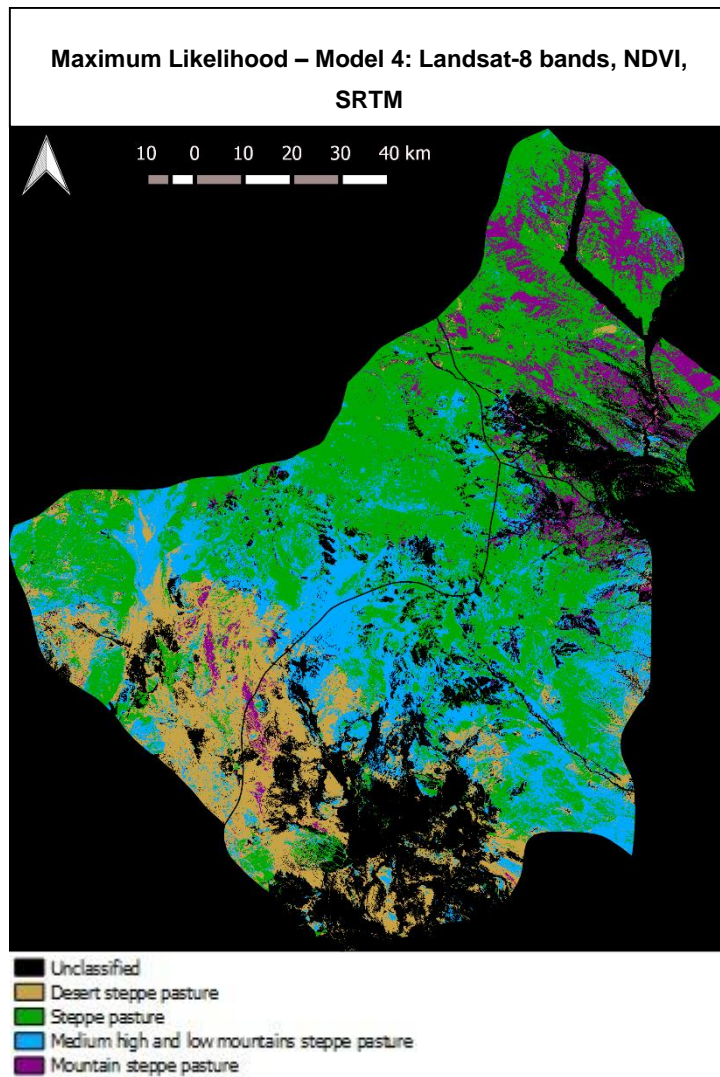 Maximum Likelihood – Model 4: Landsat-8 bands, NDVI,
SRTM
10 0 10 20 30 40 km
Unclassified
Desert steppe pasture
Steppe pasture
Medium high and low mountains steppe pasture
Mountain steppe pasture